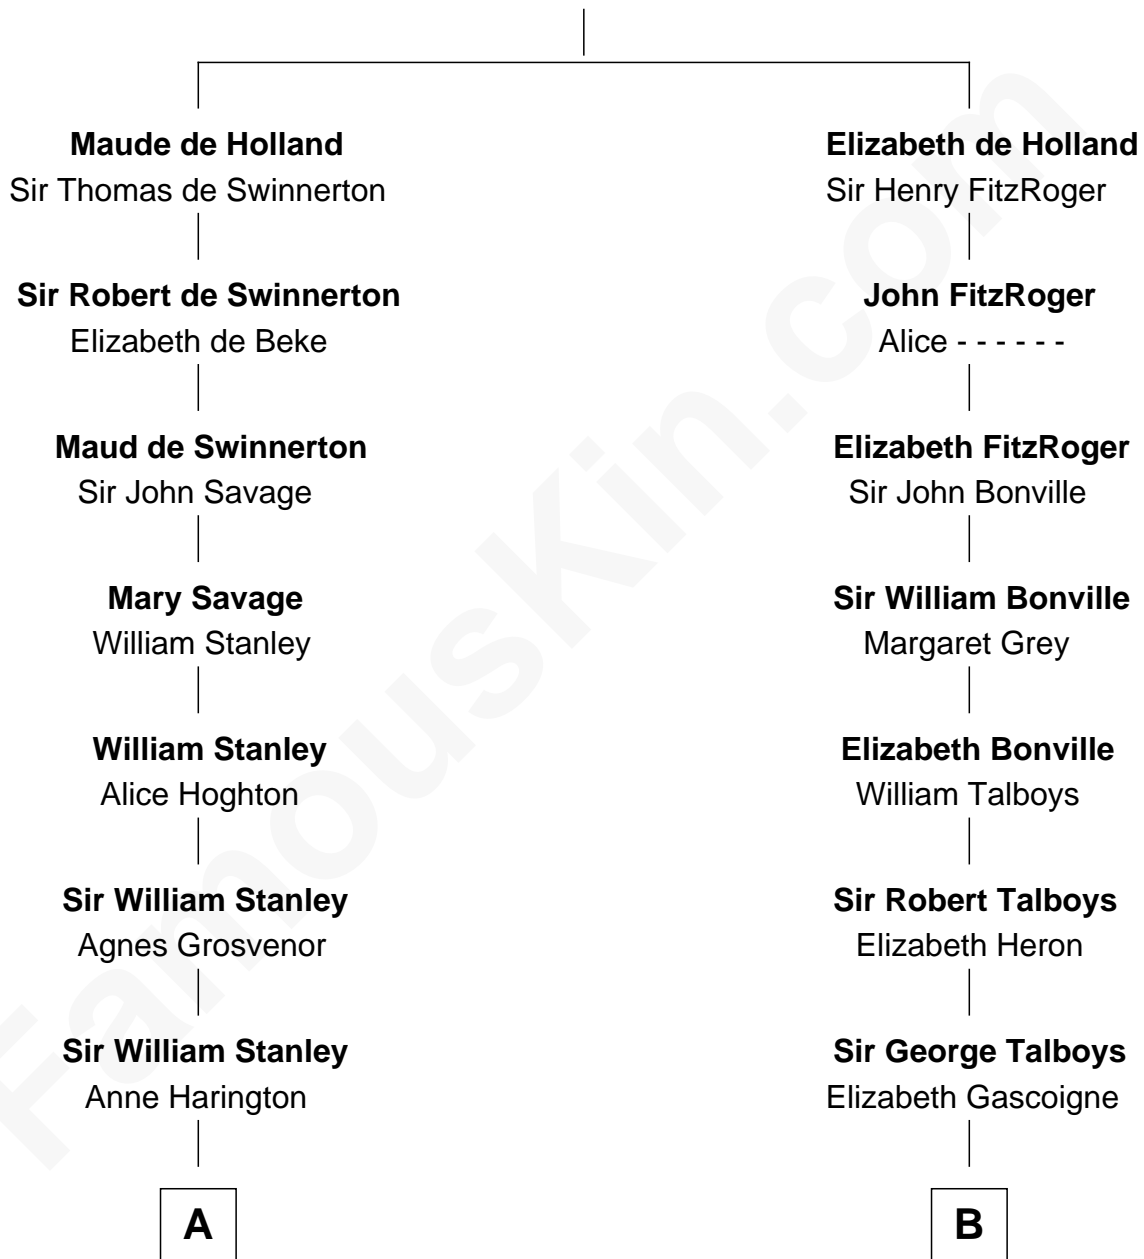 Maude de Holland
Sir Thomas de Swinnerton
Sir Robert de Swinnerton
Elizabeth de Beke
Maud de Swinnerton
Sir John Savage
Mary Savage
William Stanley
William Stanley
Alice Hoghton
Sir William Stanley
Agnes Grosvenor
Sir William Stanley
Anne Harington
A
Elizabeth de Holland
Sir Henry FitzRoger
John FitzRoger
Alice - - - - - -
Elizabeth FitzRoger
Sir John Bonville
Sir William Bonville
Margaret Grey
Elizabeth Bonville
William Talboys
Sir Robert Talboys
Elizabeth Heron
Sir George Talboys
Elizabeth Gascoigne
B
FamousKin.com